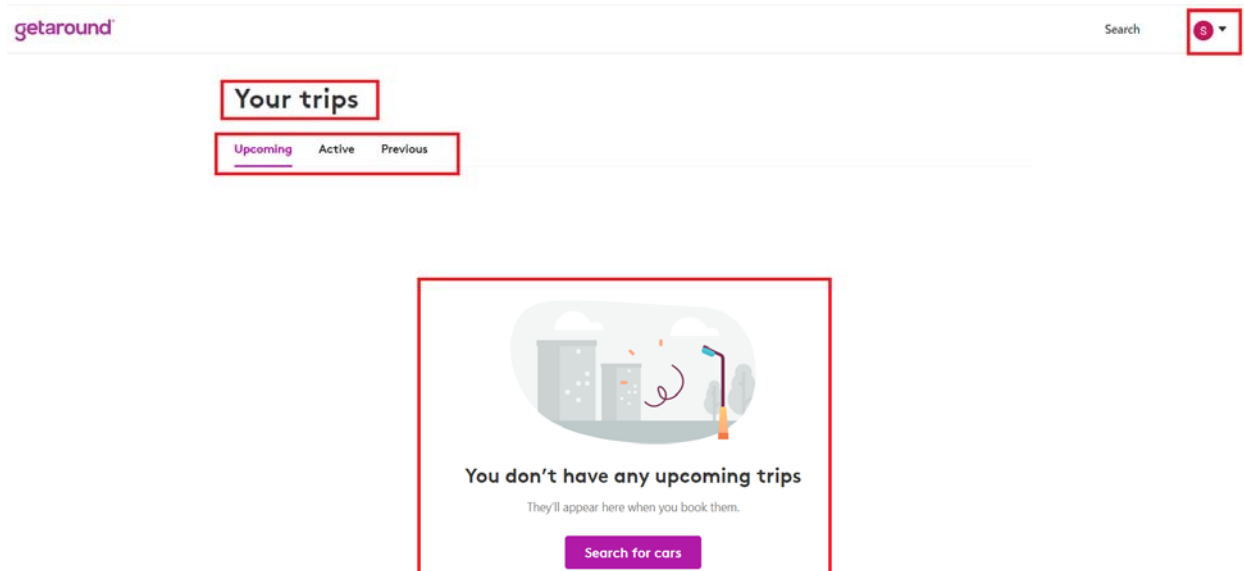 getaround
Search S
Your trips
Upcoming Active Previous
You don't have any upcoming trips
They'll appear here when you book them.
Search for cars